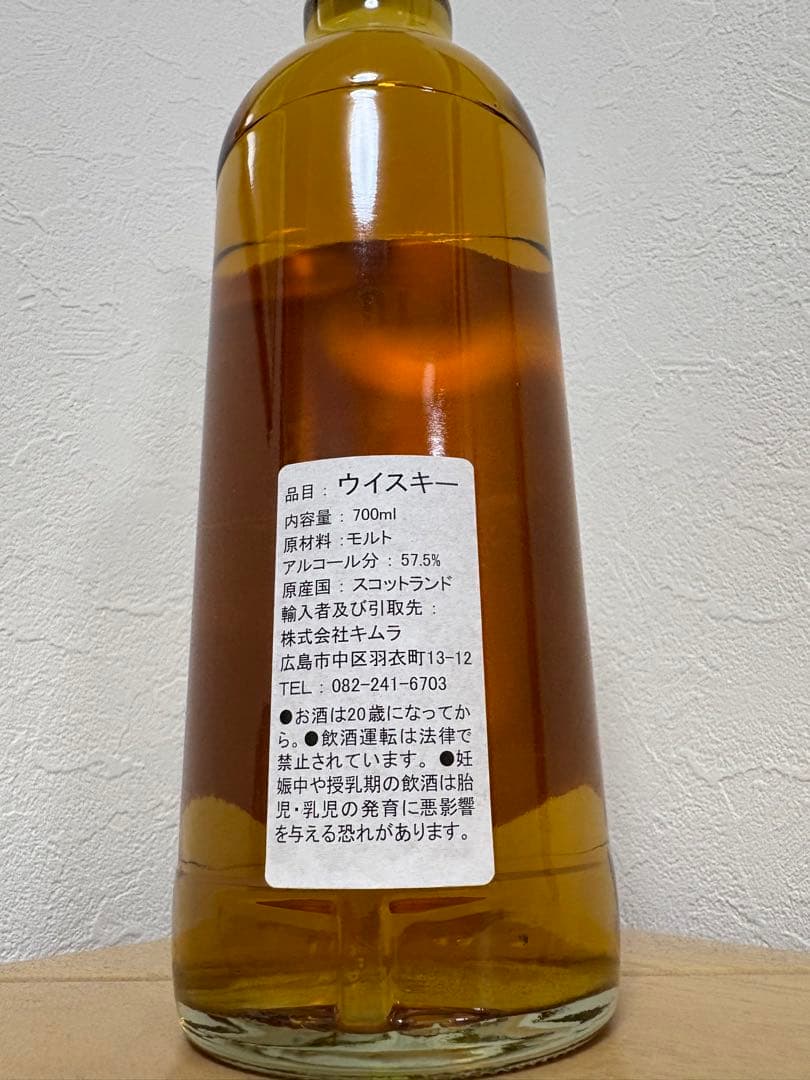 品目：ウイスキー
内容量：700ml
原材料：モルト
アルコール分：57.5%
原産国：スコットランド
輸入者及び引取先：
株式会社キムラ
広島市中区羽衣町13-12
TEL：082-241-6703
●お酒は20歳になってか
ら。●飲酒運転は法律で
禁止されています。●妊
娠中や授乳期の飲酒は胎
児・乳児の発育に悪影響
を与える恐れがあります。